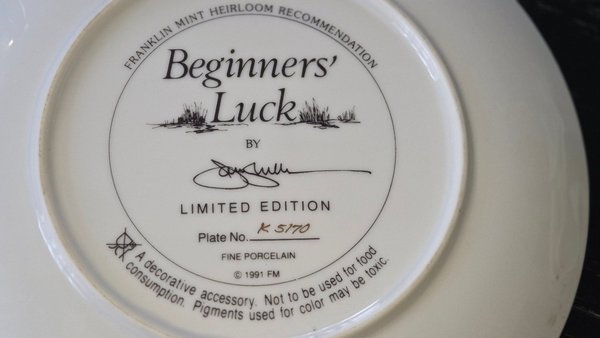 FRANKLIN MINT HEIRLOOM RECOMMENDATION
Beginners'
Luck
BY
LIMITED EDITION
Plate No. K 5170
FINE PORCELAIN
© 1991 FM
A decorative accessory. Not to be used for food
consumption. Pigments used for color may be toxic.